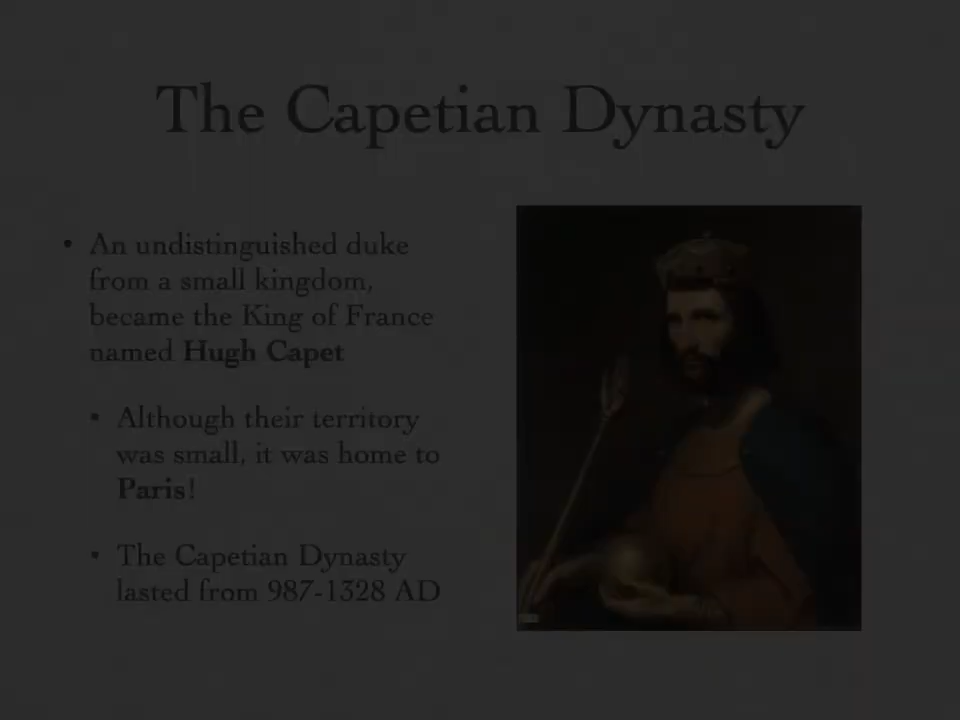 The Capetian Dynasty
• An undistinguished duke
from a small kingdom,
became the King of France
named Hugh Capet
• Although their territory
was small, it was home to
Paris!
• The Capetian Dynasty
lasted from 987-1328 AD